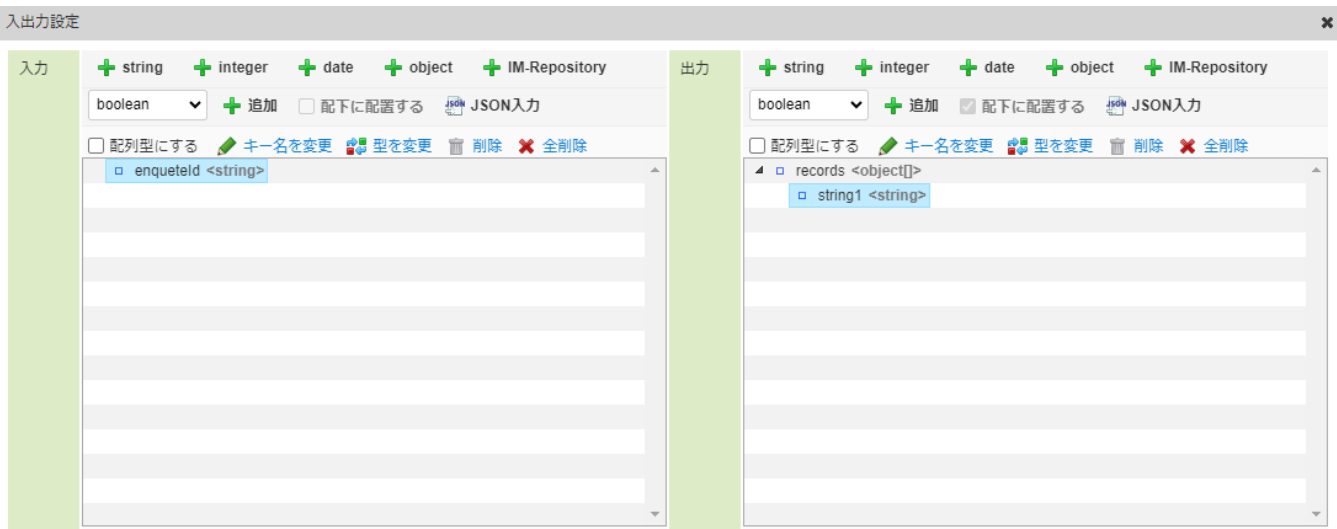 入出力設定
入力
string integer date object IM-Repository
boolean 追加 配下に配置する JSON JSON入力
配列型にする キー名を変更 型を変更 削除 全削除
enqueteId <string>
出力
string integer date object IM-Repository
boolean 追加 配下に配置する JSON JSON入力
配列型にする キー名を変更 型を変更 削除 全削除
records <object[]>
string1 <string>